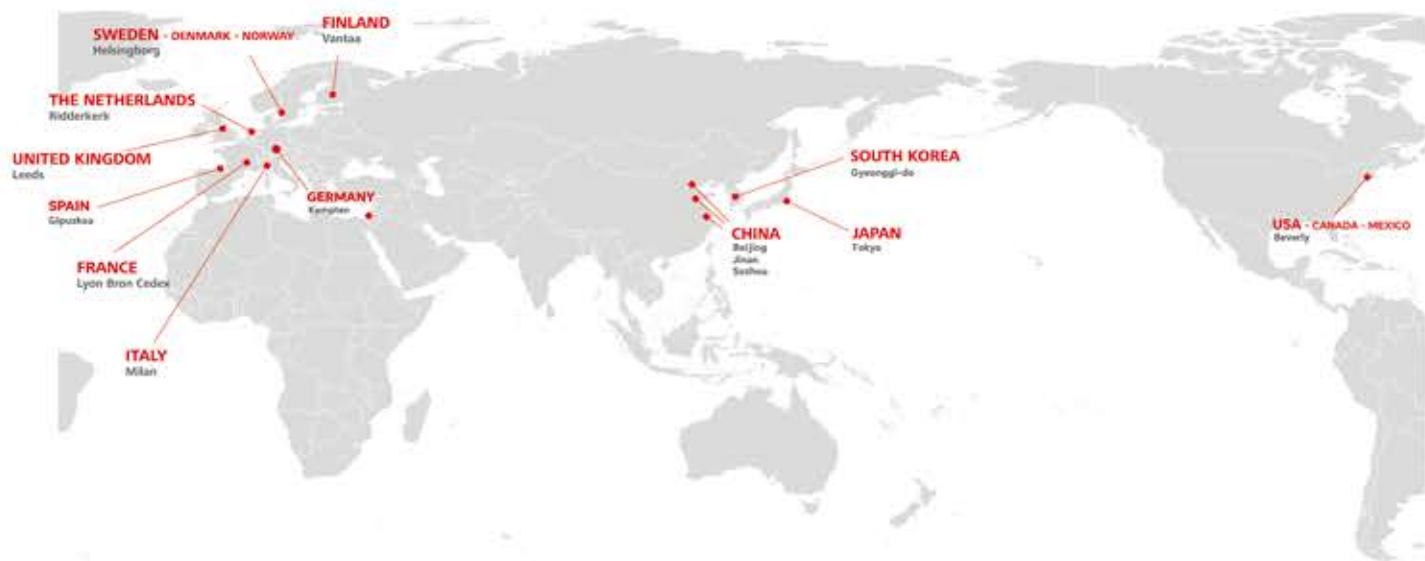 FINLAND
Vantaa
SWEDEN - DENMARK - NORWAY
Helsingborg
THE NETHERLANDS
Ridderkerk
UNITED KINGDOM
Leeds
SPAIN
Gipuskoa
GERMANY
Kempten
FRANCE
Lyon Bron Cedex
ITALY
Milan
SOUTH KOREA
Gyeonggi-do
CHINA
Beijing
Jinan
Suzhou
JAPAN
Tokyo
USA - CANADA - MEXICO
Beverly